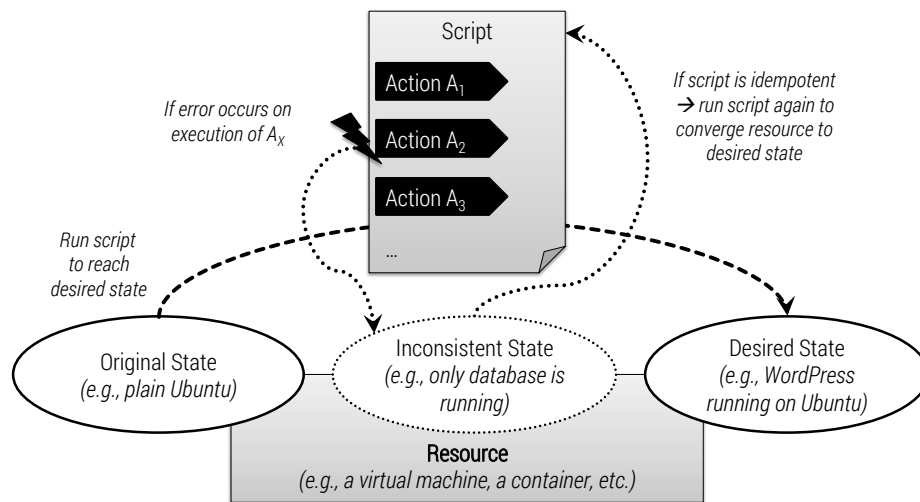 Script
Action A₁
If script is idempotent
→ run script again to
converge resource to
desired state
If error occurs on
execution of Aₓ
Action A₂
Action A₃
...
Run script
to reach
desired state
Original State
(e.g., plain Ubuntu)
Inconsistent State
(e.g., only database is
running)
Desired State
(e.g., WordPress
running on Ubuntu)
Resource
(e.g., a virtual machine, a container, etc.)